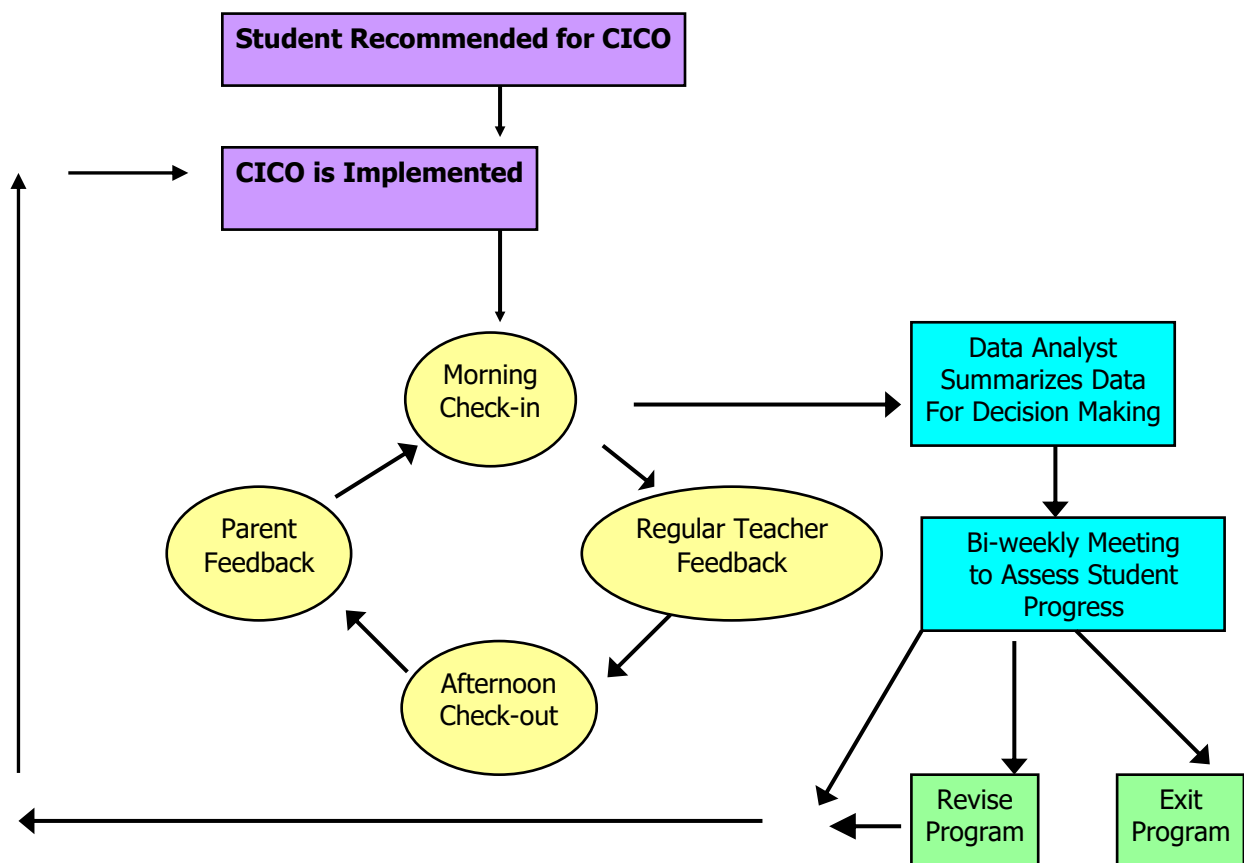 Student Recommended for CICO
CICO is Implemented
Morning
Check-in
Data Analyst
Summarizes Data
For Decision Making
Parent
Feedback
Regular Teacher
Feedback
Bi-weekly Meeting
to Assess Student
Progress
Afternoon
Check-out
Revise
Program
Exit
Program